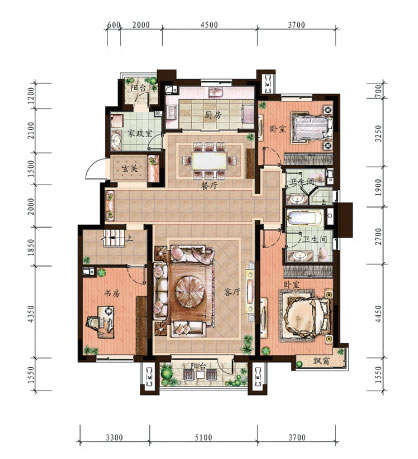 600 2000 4500 3700
1200
2100
1500
2000
1850
4350
1550
700
3250
1900
2700
4450
1550
阳台
厨房
家政室
卧室
玄关
餐厅
卫生间
上
卫生间
书房
客厅
卧室
阳台
飘窗
3300 5100 3700